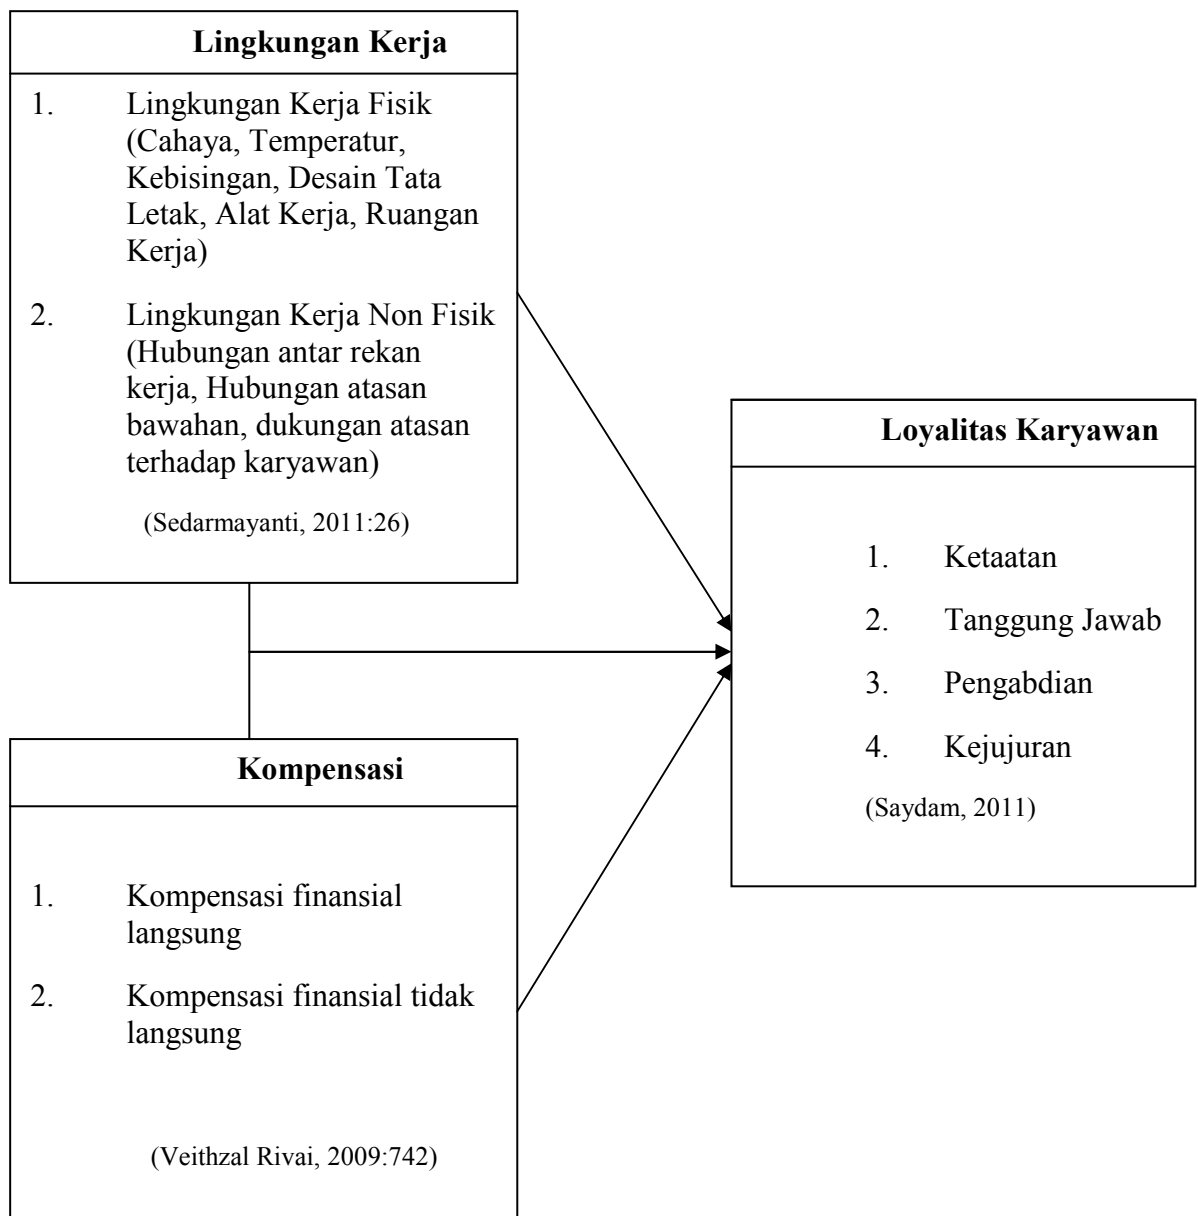 Lingkungan Kerja
1. Lingkungan Kerja Fisik
(Cahaya, Temperatur,
Kebisingan, Desain Tata
Letak, Alat Kerja, Ruangan
Kerja)
2. Lingkungan Kerja Non Fisik
(Hubungan antar rekan
kerja, Hubungan atasan
bawahan, dukungan atasan
terhadap karyawan)
(Sedarmayanti, 2011:26)
Kompensasi
1. Kompensasi finansial
langsung
2. Kompensasi finansial tidak
langsung
(Veithzal Rivai, 2009:742)
Loyalitas Karyawan
1. Ketaatan
2. Tanggung Jawab
3. Pengabdian
4. Kejujuran
(Saydam, 2011)